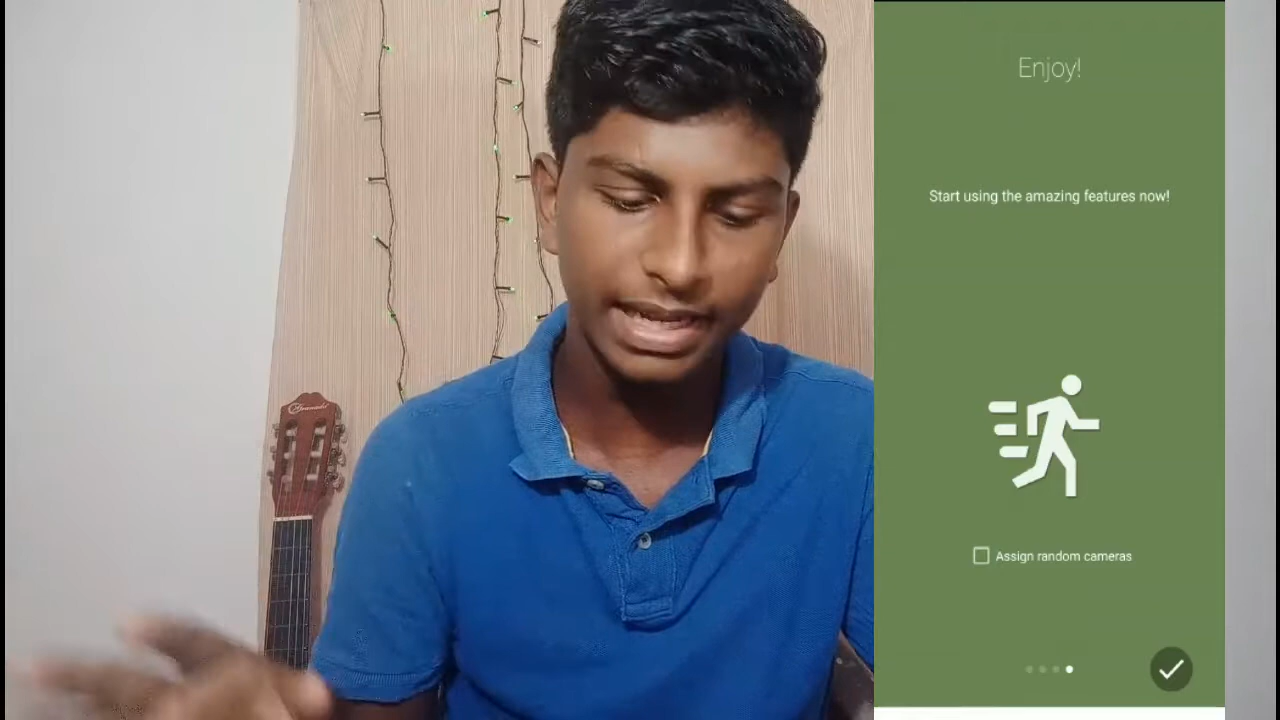 Enjoy!
Start using the amazing features now!
Assign random cameras